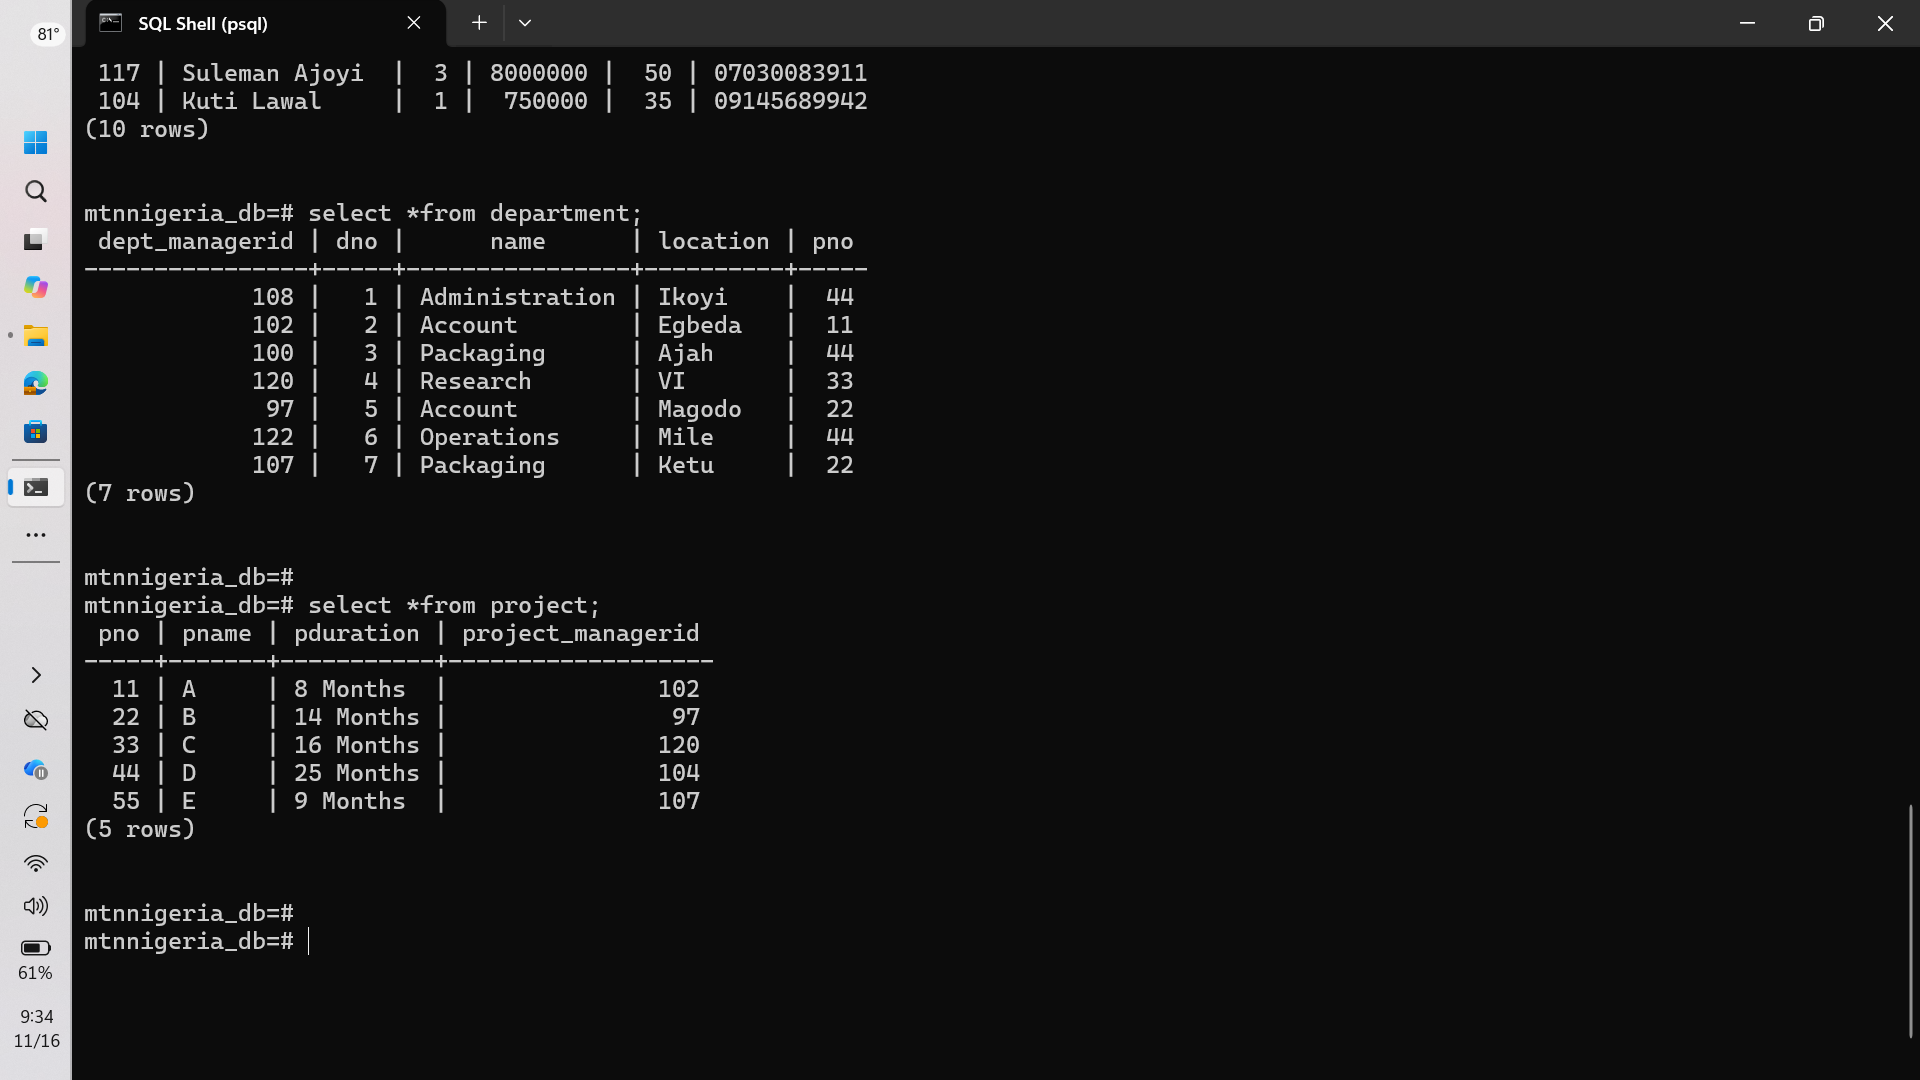 81°
SQL Shell (psql)
 117 | Suleman Ajoyi  |  3 | 8000000 |  50 | 07030083911
 104 | Kuti Lawal     |  1 |  750000 |  35 | 09145689942
(10 rows)
mtnnigeria_db=# select *from department;
 dept_managerid | dno |      name      | location | pno
----------------+-----+----------------+----------+-----
            108 |   1 | Administration | Ikoyi    |  44
            102 |   2 | Account        | Egbeda   |  11
            100 |   3 | Packaging      | Ajah     |  44
            120 |   4 | Research       | VI       |  33
             97 |   5 | Account        | Magodo   |  22
            122 |   6 | Operations     | Mile     |  44
            107 |   7 | Packaging      | Ketu     |  22
(7 rows)
mtnnigeria_db=#
mtnnigeria_db=# select *from project;
 pno | pname | pduration | project_managerid
-----+-------+-----------+-------------------
  11 | A     | 8 Months  |               102
  22 | B     | 14 Months |                97
  33 | C     | 16 Months |               120
  44 | D     | 25 Months |               104
  55 | E     | 9 Months  |               107
(5 rows)
mtnnigeria_db=#
mtnnigeria_db=#
61%
9:34
11/16